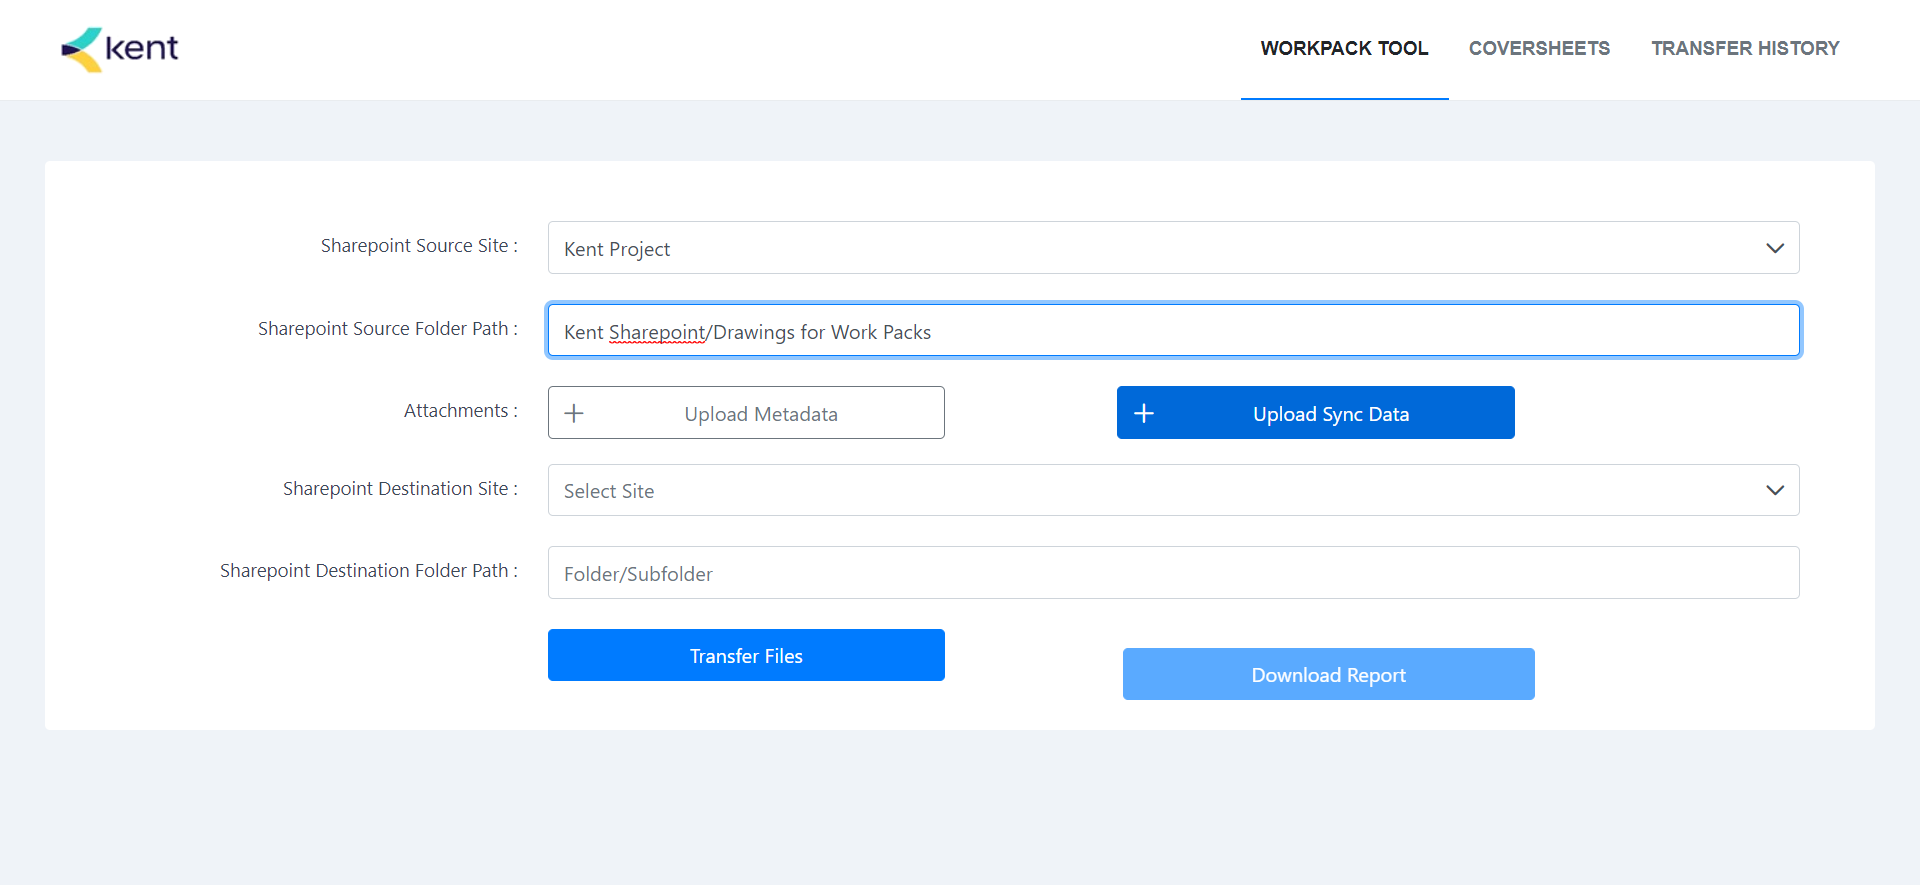 kent
WORKPACK TOOL COVERSHEETS TRANSFER HISTORY
Sharepoint Source Site : Kent Project
Sharepoint Source Folder Path : Kent Sharepoint/Drawings for Work Packs
Attachments : + Upload Metadata + Upload Sync Data
Sharepoint Destination Site : Select Site
Sharepoint Destination Folder Path : Folder/Subfolder
Transfer Files
Download Report